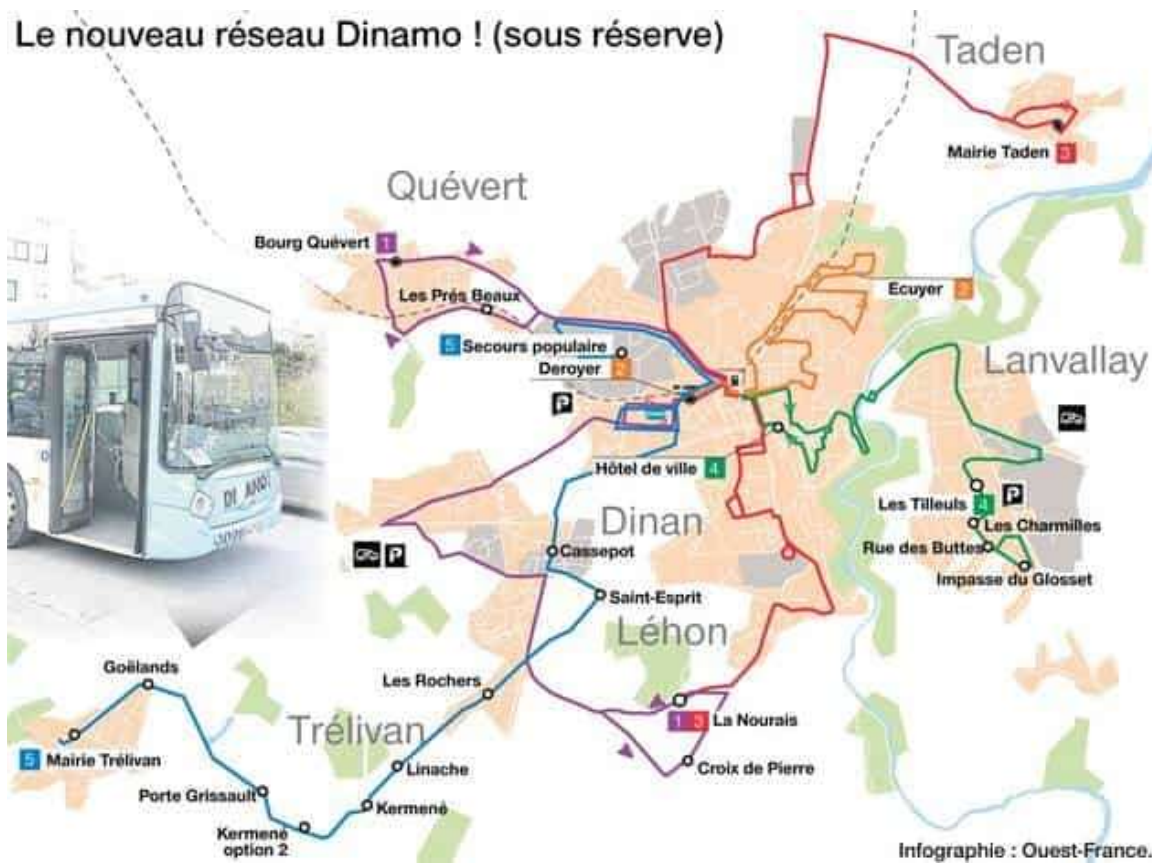 Le nouveau réseau Dinamo ! (sous réserve)
Taden
Mairie Taden 3
Quévert
Bourg Quévert 1
Les Prés Beaux
Ecuyer 2
5 Secours populaire
Deroyer 2
Lanvallay
P
Hôtel de ville 4
Les Tilleuls 4
P
Les Charmilles
Rue des Buttes
Impasse du Glosset
Dinan
Cassepot
P
Saint-Esprit
Léhon
Goëlands
Les Rochers
Trélivan
1 3 La Nourais
5 Mairie Trélivan
Linache
Croix de Pierre
Porte Grissault
Kermené
Kermené
option 2
Infographie : Ouest-France.